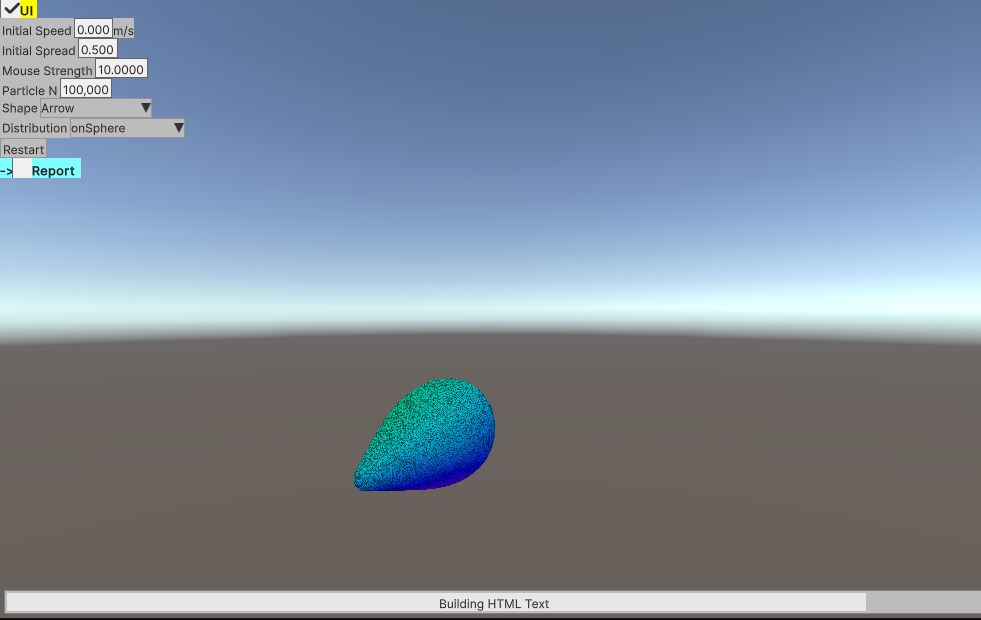 UI
Initial Speed 0.000 m/s
Initial Spread 0.500
Mouse Strength 10.0000
Particle N 100,000
Shape Arrow
Distribution onSphere
Restart
-> Report
Building HTML Text